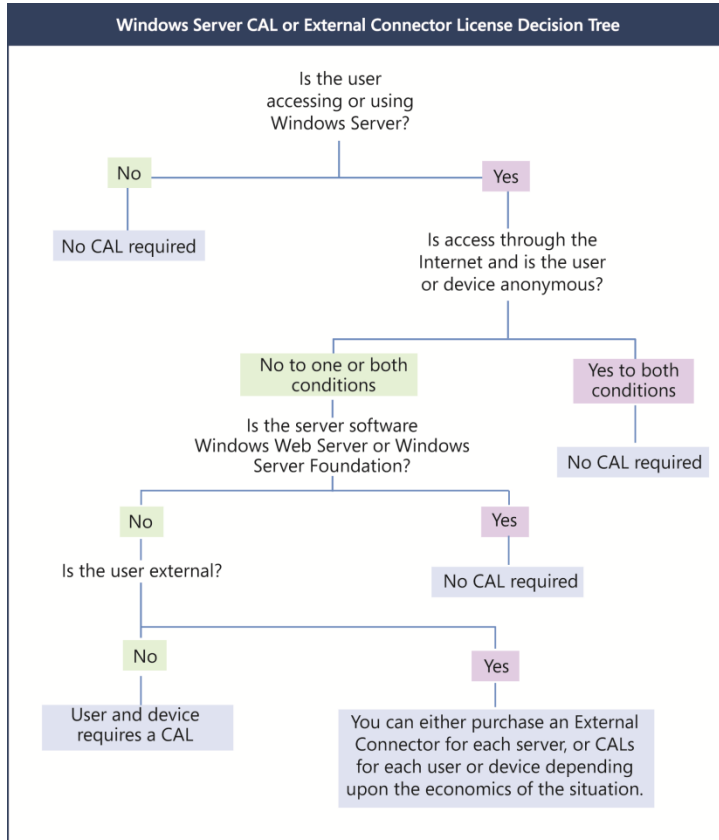 Windows Server CAL or External Connector License Decision Tree
Is the user
accessing or using
Windows Server?
No
Yes
No CAL required
Is access through the
Internet and is the user
or device anonymous?
No to one or both
conditions
Yes to both
conditions
Is the server software
Windows Web Server or Windows
Server Foundation?
No CAL required
No
Yes
Is the user external?
No CAL required
No
Yes
User and device
requires a CAL
You can either purchase an External
Connector for each server, or CALs
for each user or device depending
upon the economics of the situation.